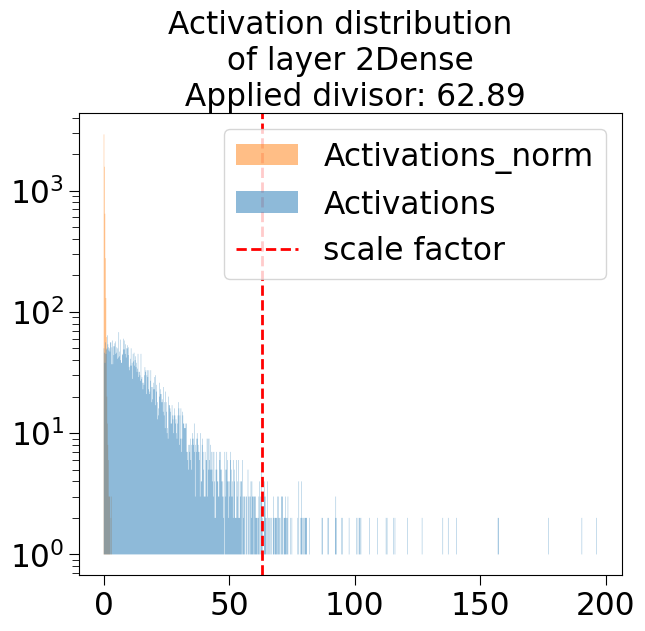 Activation distribution
of layer 2Dense
Applied divisor: 62.89
Activations_norm
Activations
scale factor
10³
10²
10¹
10⁰
0 50 100 150 200